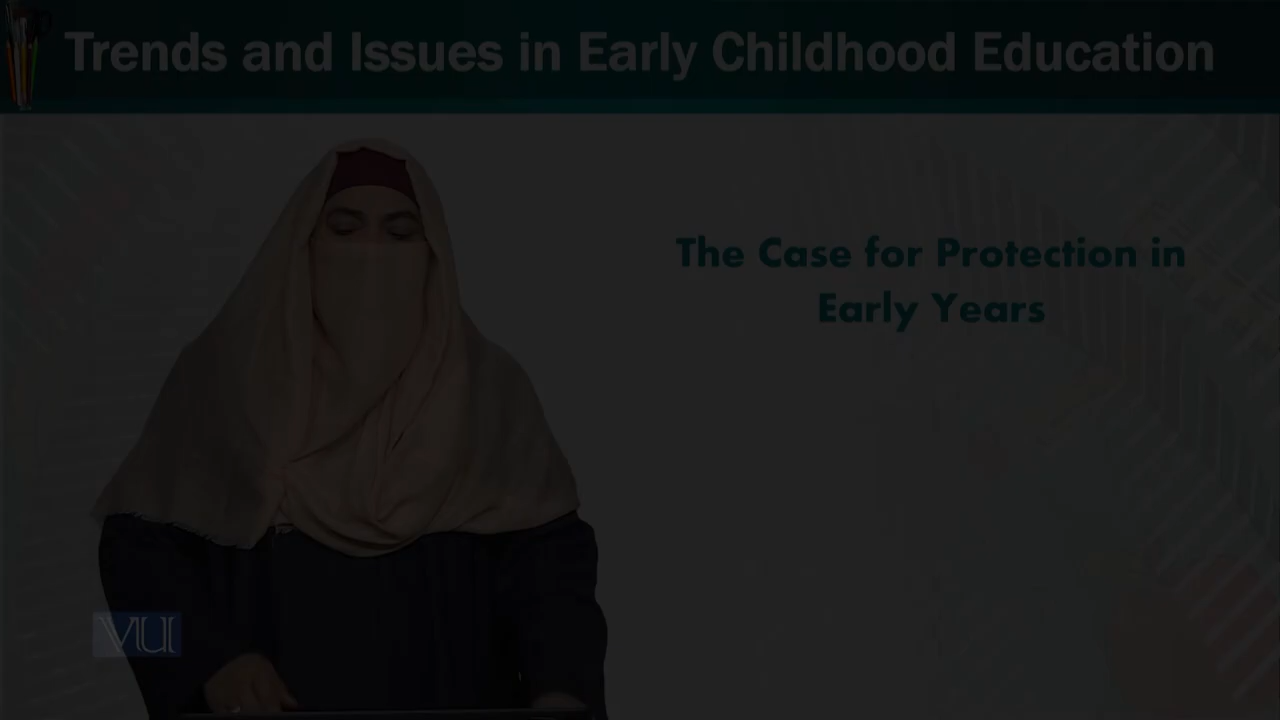 Trends and Issues in Early Childhood Education
The Case for Protection in
Early Years
VU